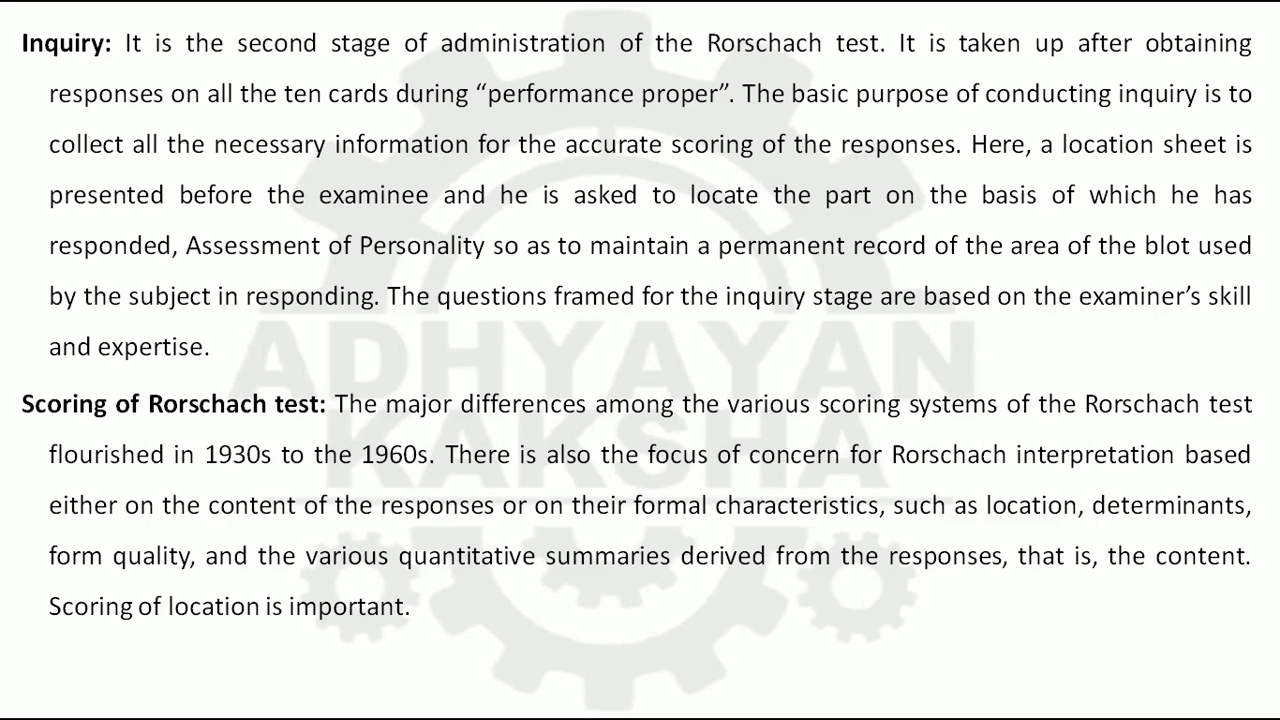 Inquiry: It is the second stage of administration of the Rorschach test. It is taken up after obtaining
responses on all the ten cards during “performance proper”. The basic purpose of conducting inquiry is to
collect all the necessary information for the accurate scoring of the responses. Here, a location sheet is
presented before the examinee and he is asked to locate the part on the basis of which he has
responded, Assessment of Personality so as to maintain a permanent record of the area of the blot used
by the subject in responding. The questions framed for the inquiry stage are based on the examiner’s skill
and expertise.
Scoring of Rorschach test: The major differences among the various scoring systems of the Rorschach test
flourished in 1930s to the 1960s. There is also the focus of concern for Rorschach interpretation based
either on the content of the responses or on their formal characteristics, such as location, determinants,
form quality, and the various quantitative summaries derived from the responses, that is, the content.
Scoring of location is important.
ADHYAYAN
KAKSHA